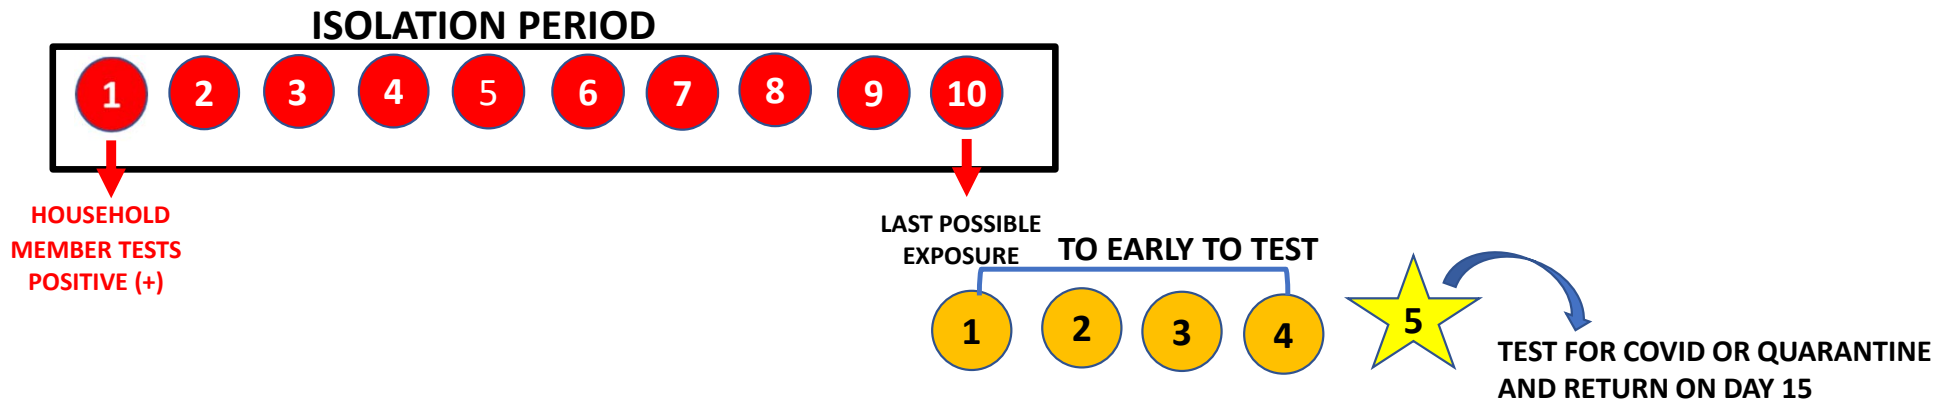 ISOLATION PERIOD
1 2 3 4 5 6 7 8 9 10
HOUSEHOLD
MEMBER TESTS
POSITIVE (+)
LAST POSSIBLE
EXPOSURE
TO EARLY TO TEST
1 2 3 4 5
TEST FOR COVID OR QUARANTINE
AND RETURN ON DAY 15